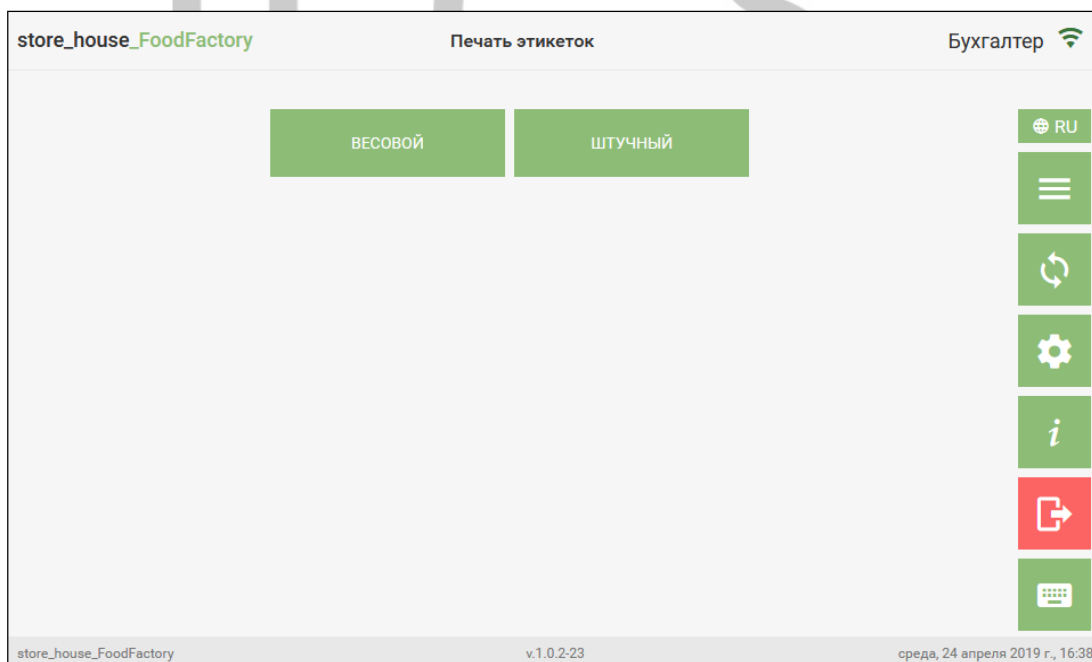 store_house_FoodFactory Печать этикеток Бухгалтер
ВЕСОВОЙ ШТУЧНЫЙ RU
i
store_house_FoodFactory v.1.0.2-23 среда, 24 апреля 2019 г., 16:38